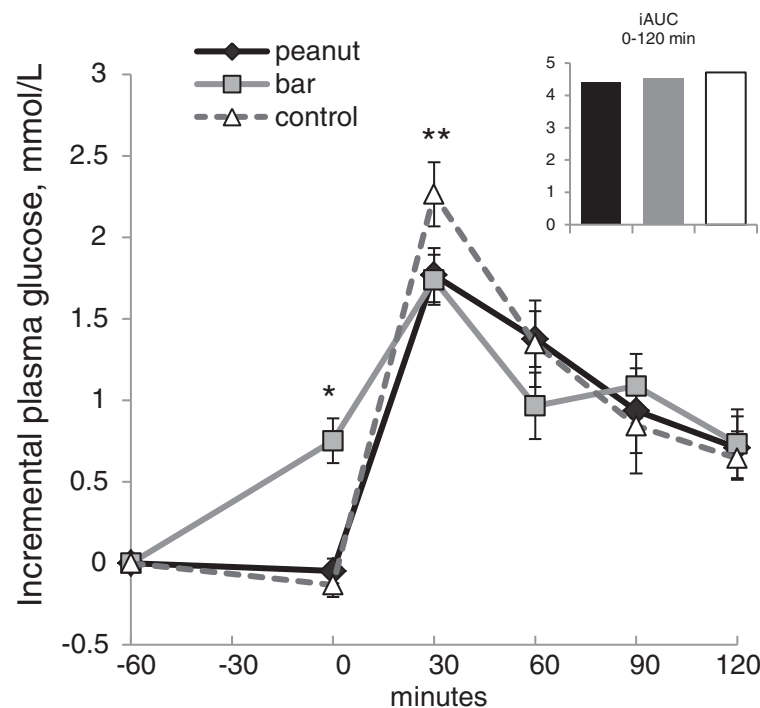 iAUC
0-120 min
5
4
3
2
1
0
peanut
bar
control
Incremental plasma glucose, mmol/L
3
2.5
2
1.5
1
0.5
0
-0.5
**
*
-60 -30 0 30 60 90 120
minutes